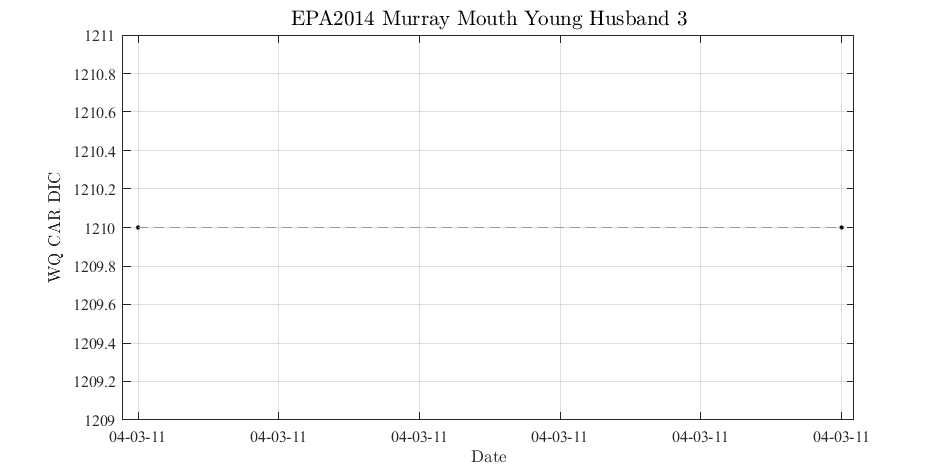 EPA2014 Murray Mouth Young Husband 3
1211
1210.8
1210.6
1210.4
1210.2
1210
1209.8
1209.6
1209.4
1209.2
1209
WQ CAR DIC
04-03-11 04-03-11 04-03-11 04-03-11 04-03-11 04-03-11
Date